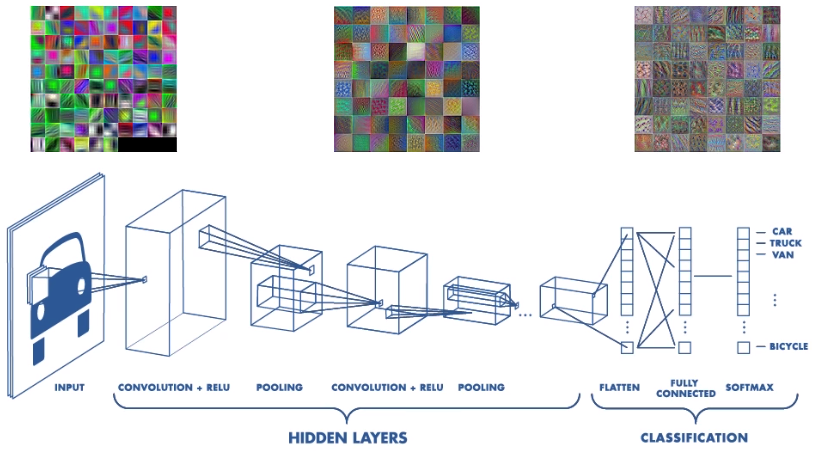 CAR
TRUCK
VAN
BICYCLE
INPUT
CONVOLUTION + RELU
POOLING
CONVOLUTION + RELU
POOLING
FLATTEN
FULLY
CONNECTED
SOFTMAX
HIDDEN LAYERS
CLASSIFICATION